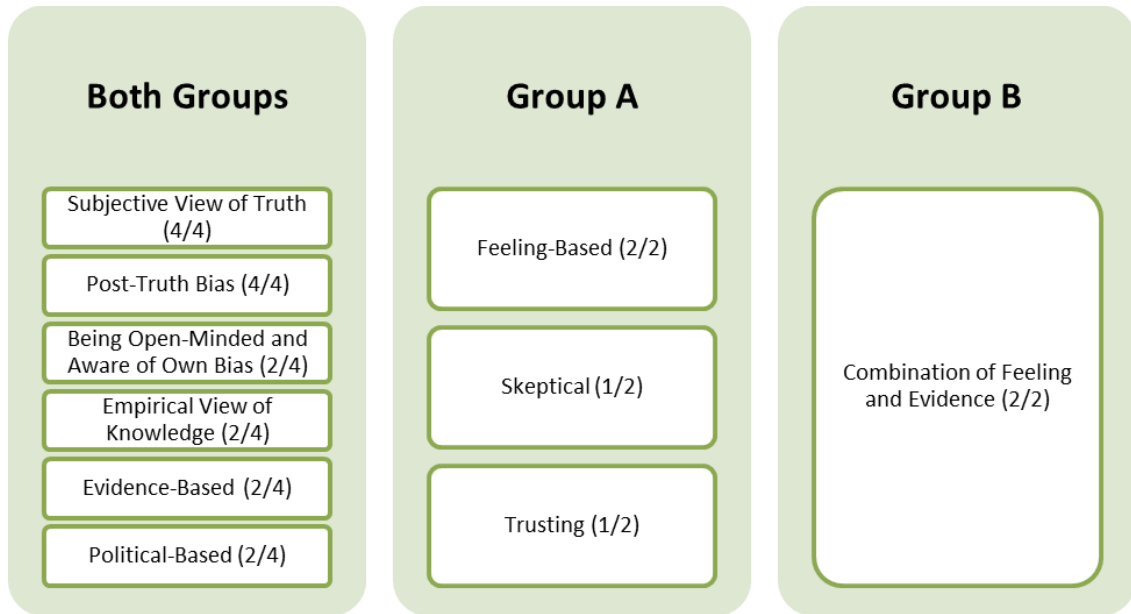 Both Groups
Subjective View of Truth
(4/4)
Post-Truth Bias (4/4)
Being Open-Minded and
Aware of Own Bias (2/4)
Empirical View of
Knowledge (2/4)
Evidence-Based (2/4)
Political-Based (2/4)
Group A
Feeling-Based (2/2)
Skeptical (1/2)
Trusting (1/2)
Group B
Combination of Feeling
and Evidence (2/2)